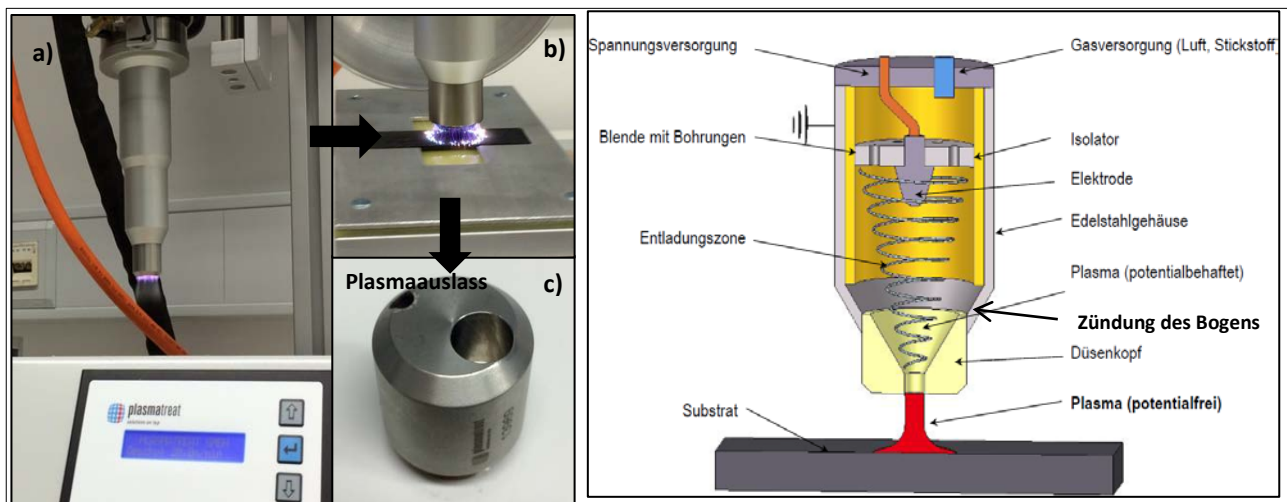 a)
b)
Plasmaauslass
c)
plasmatreat
Spannungsversorgung
Gasversorgung (Luft, Stickstoff)
Blende mit Bohrungen
Isolator
Elektrode
Edelstahlgehäuse
Entladungszone
Plasma (potentialbehaftet)
Zündung des Bogens
Düsenkopf
Substrat
Plasma (potentialfrei)